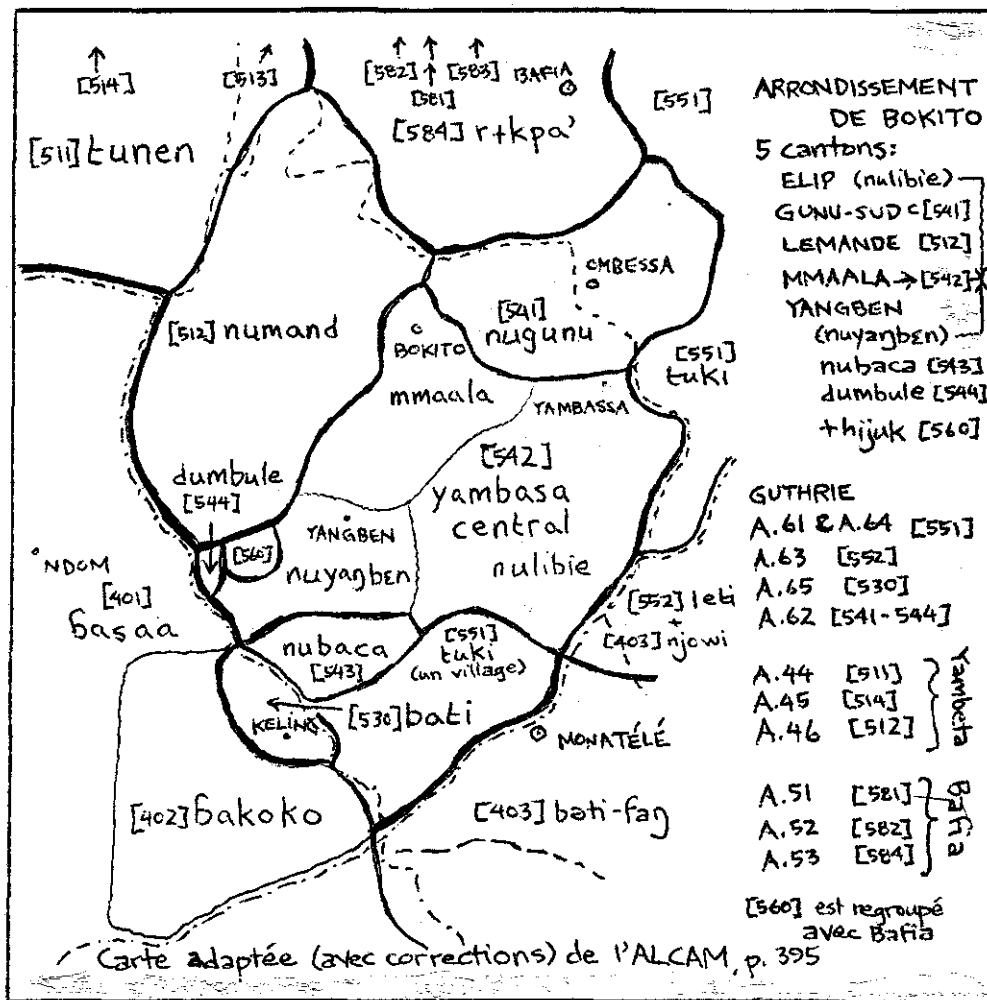 [514]
[513]
[582] [583]
[581]
BAFIA
[551]
[511] tunen
[584] r+kpa'
[512] numand
BOKITO
mmaala
[541]
nugunu
OMBESSA
[551]
tuki
YAMBASSA
[542]
yambasa
central
nulibie
dumbule
[544]
[560]
YANGBEN
nuyaŋben
NDOM
[401]
ɓasaa
nubaca
[543]
[551]
tuki
(un village)
[552] leti
+
[403] njowi
[530] bati
KELENG
MONATÉLÉ
[402] ɓakoko
[403] bati-faŋ
Carte adaptée (avec corrections) de l'ALCAM, p. 395
ARRONDISSEMENT
DE BOKITO
5 cantons:
ELIP (nulibie)
GUNU-SUD ⊂ [541]
LEMANDE [512]
MMAALA → [542]
YANGBEN
(nuyaŋben)
nubaca [543]
dumbule [544]
+hijuk [560]
GUTHRIE
A.61 & A.64 [551]
A.63 [552]
A.65 [530]
A.62 [541-544]
A.44 [511]
A.45 [514]
A.46 [512]
Yambeta
A.51 [581]
A.52 [582]
A.53 [584]
Bafia
[560] est regroupé
avec Bafia